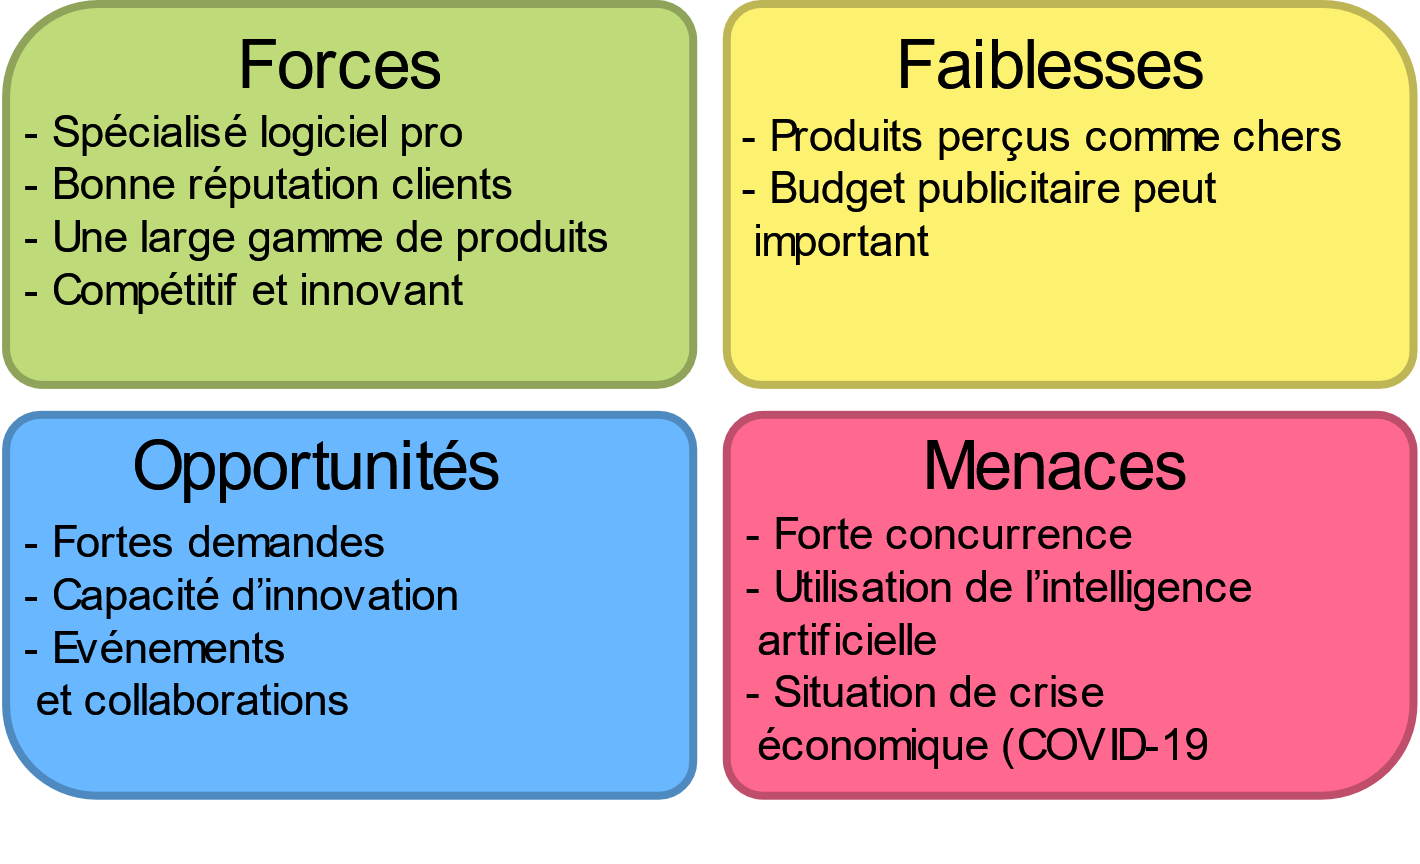 Forces
- Spécialisé logiciel pro
- Bonne réputation clients
- Une large gamme de produits
- Compétitif et innovant
Faiblesses
- Produits perçus comme chers
- Budget publicitaire peut
important
Opportunités
- Fortes demandes
- Capacité d’innovation
- Evénements
et collaborations
Menaces
- Forte concurrence
- Utilisation de l’intelligence
artificielle
- Situation de crise
économique (COVID-19